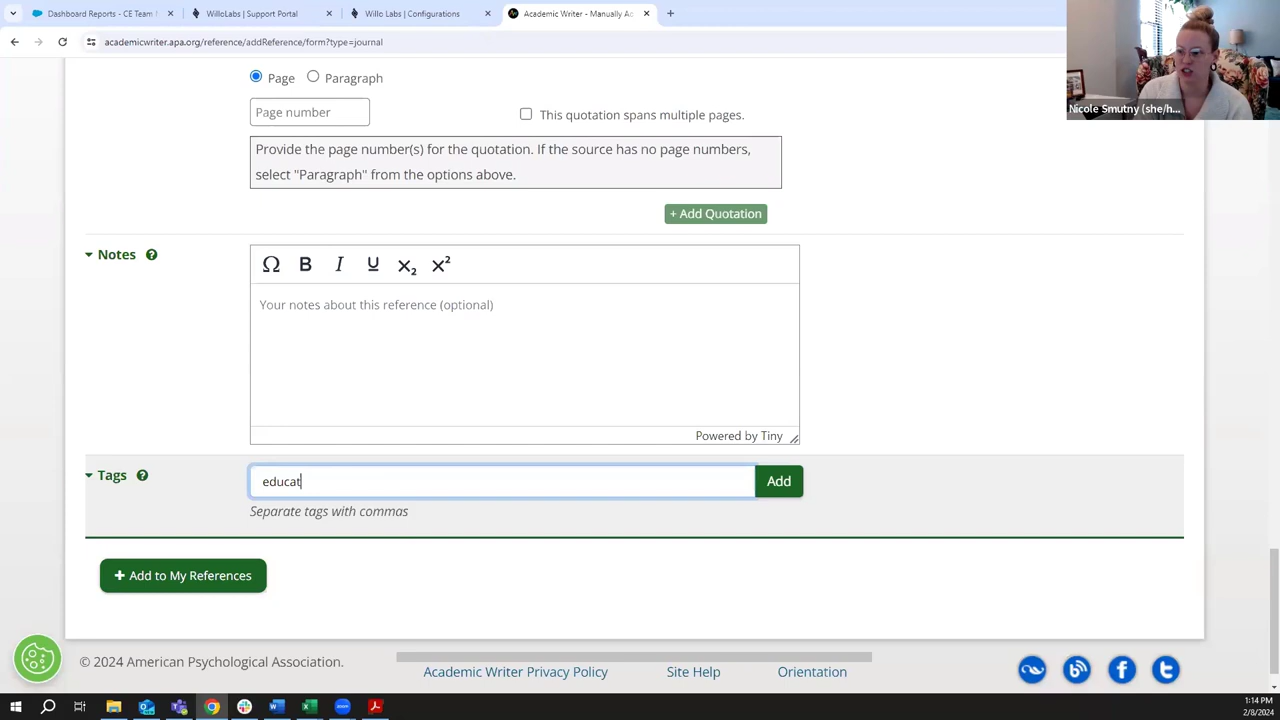 Dashboard Reports - CE Team
WilloLabs | Support Portal
Willo Labs | Configurations
Academic Writer - Manually Ad
academicwriter.apa.org/reference/addReference/form?type=journal
Nicole Smutny (she/h...
Page
Paragraph
Page number
This quotation spans multiple pages.
Provide the page number(s) for the quotation. If the source has no page numbers,
select "Paragraph" from the options above.
+ Add Quotation
Notes
Ω B I U X₂ X²
Your notes about this reference (optional)
Powered by Tiny
Tags
educat
Add
Separate tags with commas
+ Add to My References
© 2024 American Psychological Association.
Academic Writer Privacy Policy
Site Help
Orientation
1:14 PM
2/8/2024